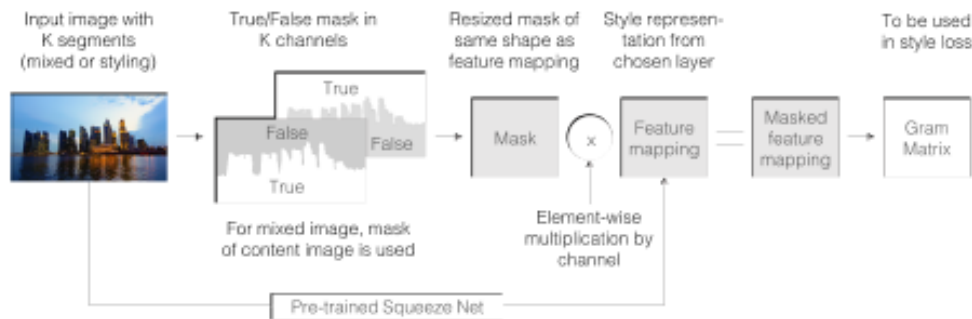 Input image with
K segments
(mixed or styling)
True/False mask in
K channels
Resized mask of
same shape as
feature mapping
Style represen-
tation from
chosen layer
To be used
in style loss
True
False
False
True
Mask
x
Feature
mapping
Masked
feature
mapping
Gram
Matrix
For mixed image, mask
of content image is used
Element-wise
multiplication by
channel
Pre-trained Squeeze Net